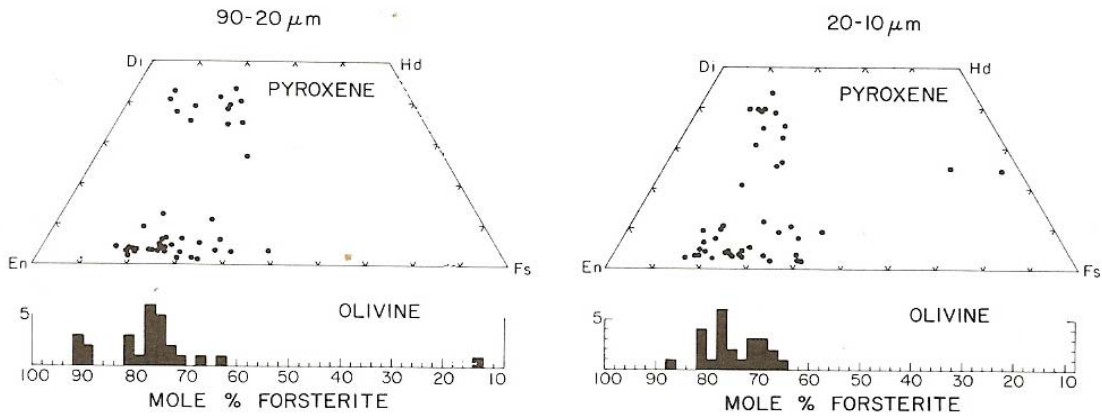 90-20 μm
Di
Hd
PYROXENE
En
Fs
5
OLIVINE
100 90 80 70 60 50 40 30 20 10
MOLE % FORSTERITE
20-10 μm
Di
Hd
PYROXENE
En
Fs
5
OLIVINE
100 90 80 70 60 50 40 30 20 10
MOLE % FORSTERITE